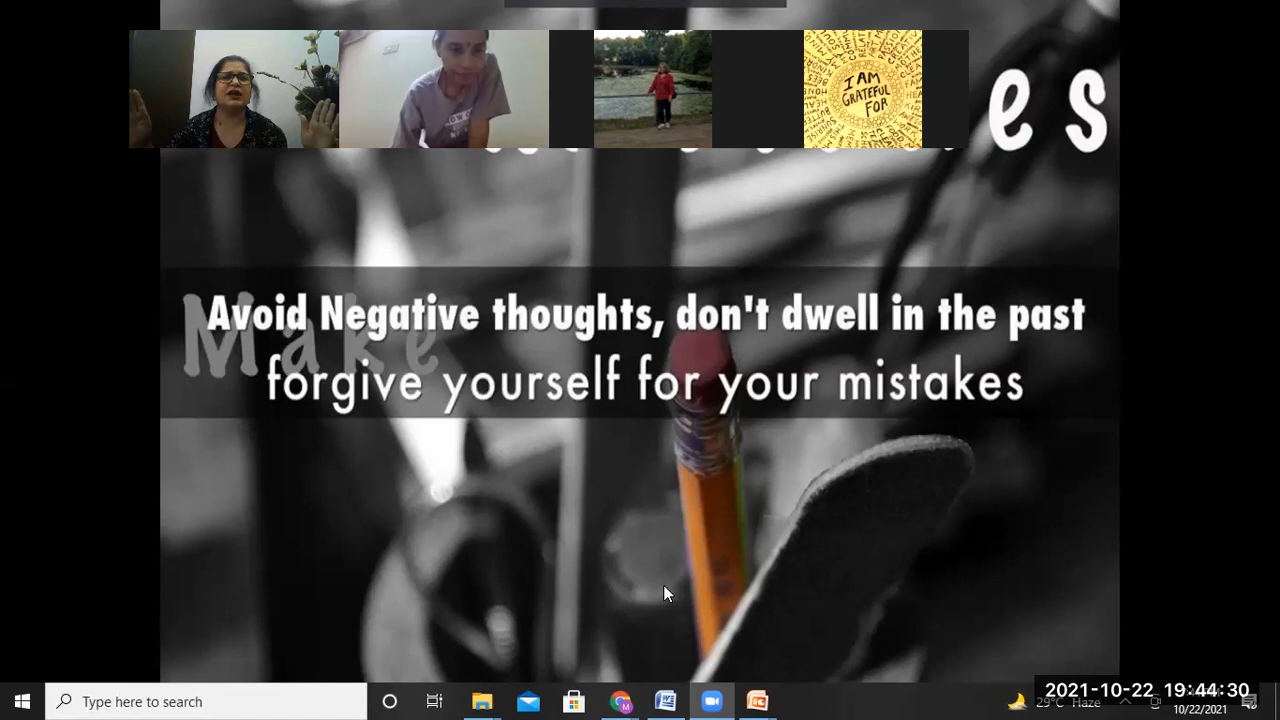 I AM
GRATEFUL
FOR
es
Make
Avoid Negative thoughts, don't dwell in the past
forgive yourself for your mistakes
Type here to search
29°C Haze
2021-10-22 19:44:30
10/22/2021